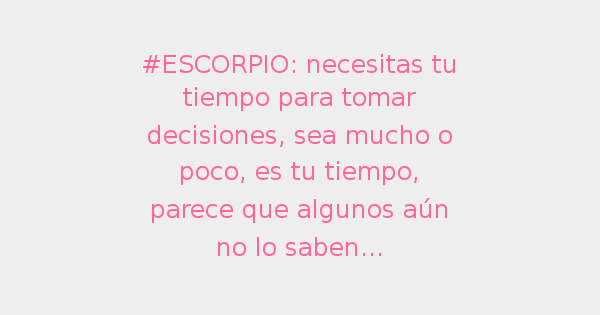 #ESCORPIO: necesitas tu
tiempo para tomar
decisiones, sea mucho o
poco, es tu tiempo,
parece que algunos aún
no lo saben...